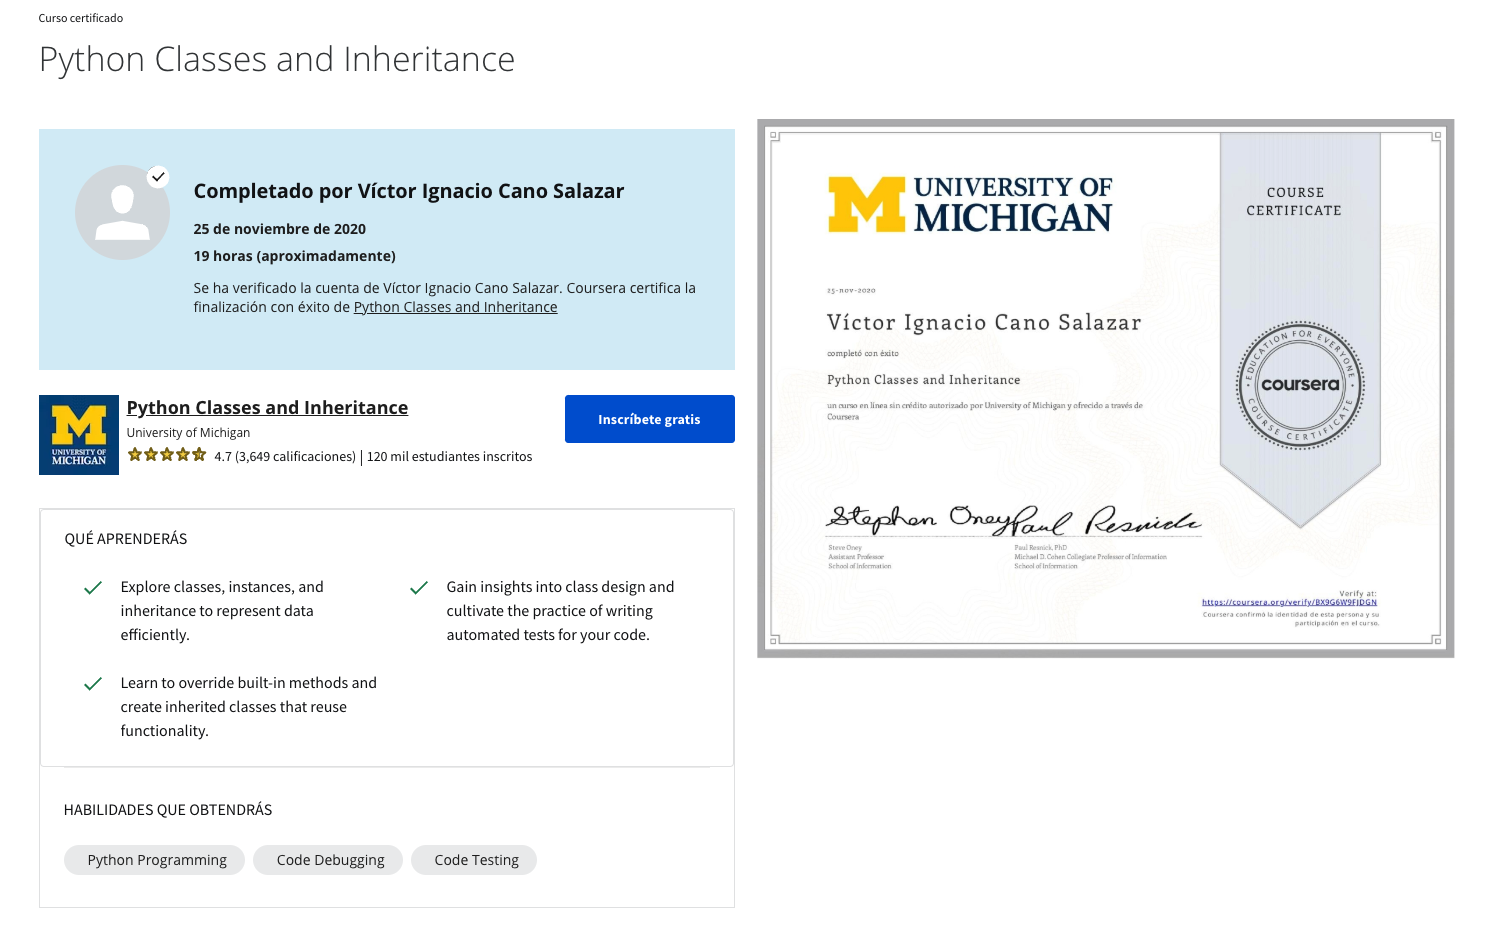 Curso certificado
Python Classes and Inheritance
Completado por Víctor Ignacio Cano Salazar
25 de noviembre de 2020
19 horas (aproximadamente)
Se ha verificado la cuenta de Víctor Ignacio Cano Salazar. Coursera certifica la
finalización con éxito de Python Classes and Inheritance
M
UNIVERSITY OF
MICHIGAN
Python Classes and Inheritance
University of Michigan
4.7 (3,649 calificaciones) | 120 mil estudiantes inscritos
Inscríbete gratis
QUÉ APRENDERÁS
Explore classes, instances, and
inheritance to represent data
efficiently.
Gain insights into class design and
cultivate the practice of writing
automated tests for your code.
Learn to override built-in methods and
create inherited classes that reuse
functionality.
HABILIDADES QUE OBTENDRÁS
Python Programming
Code Debugging
Code Testing
M
UNIVERSITY OF
MICHIGAN
COURSE
CERTIFICATE
25-nov-2020
Víctor Ignacio Cano Salazar
completó con éxito
Python Classes and Inheritance
un curso en línea sin crédito autorizado por University of Michigan y ofrecido a través de
Coursera
EDUCATION FOR EVERYONE
coursera
COURSE CERTIFICATE
Stephen Oney
Paul Resnick
Steve Oney
Assistant Professor
School of Information
Paul Resnick, PhD
Michael D. Cohen Collegiate Professor of Information
School of Information
Verify at:
https://coursera.org/verify/BX9G6W9FJDGN
Coursera confirmó la identidad de esta persona y su
participación en el curso.